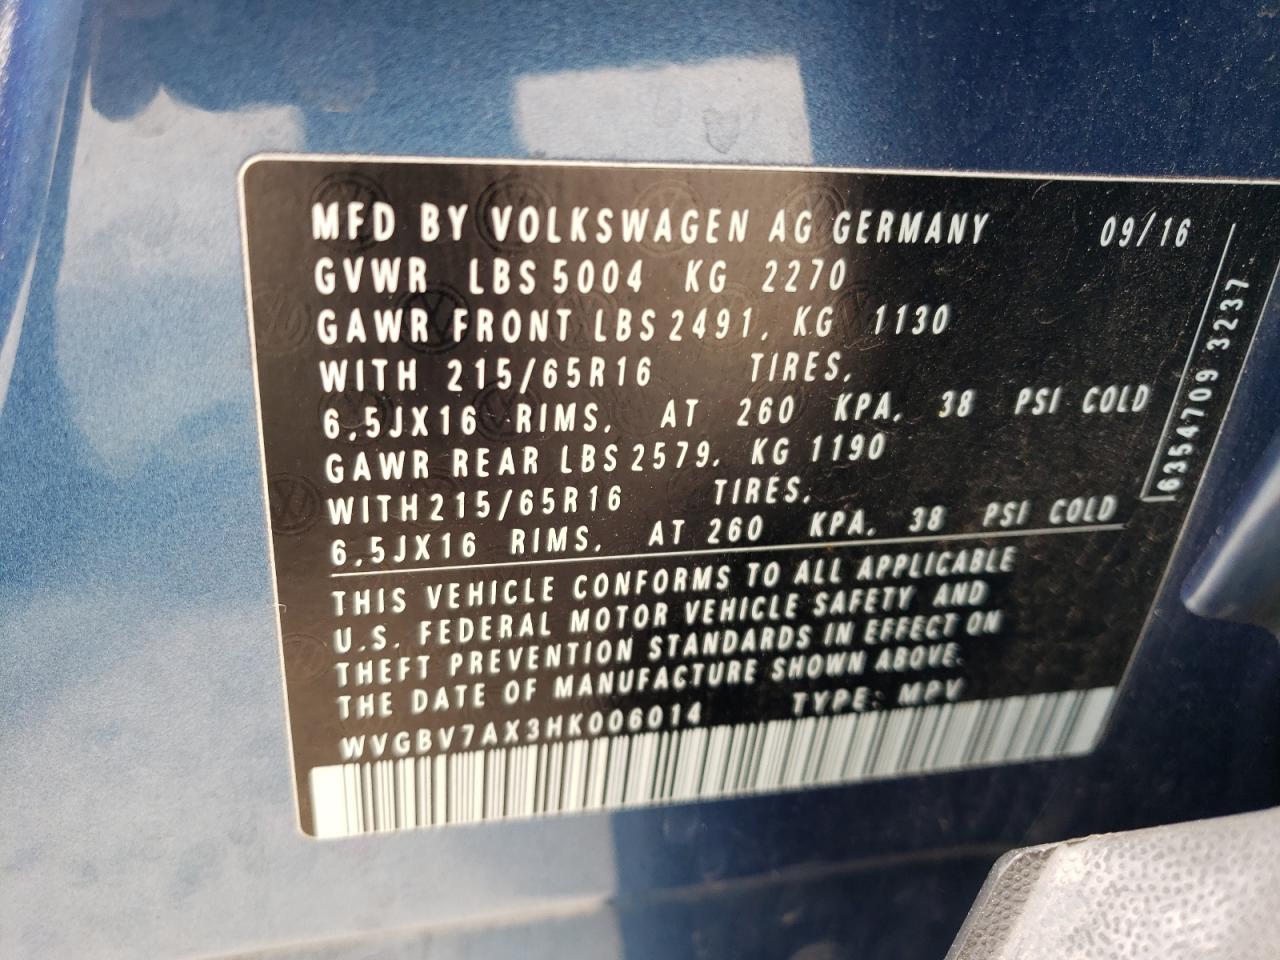 MFD BY VOLKSWAGEN AG GERMANY 09/16
GVWR LBS 5004 KG 2270
GAWR FRONT LBS 2491, KG 1130
WITH 215/65R16 TIRES,
6,5JX16 RIMS, AT 260 KPA, 38 PSI COLD
GAWR REAR LBS 2579, KG 1190
WITH 215/65R16 TIRES,
6,5JX16 RIMS, AT 260 KPA, 38 PSI COLD
6354709 3237
THIS VEHICLE CONFORMS TO ALL APPLICABLE
U.S. FEDERAL MOTOR VEHICLE SAFETY AND
THEFT PREVENTION STANDARDS IN EFFECT ON
THE DATE OF MANUFACTURE SHOWN ABOVE.
WVGBV7AX3HK006014 TYPE: MPV